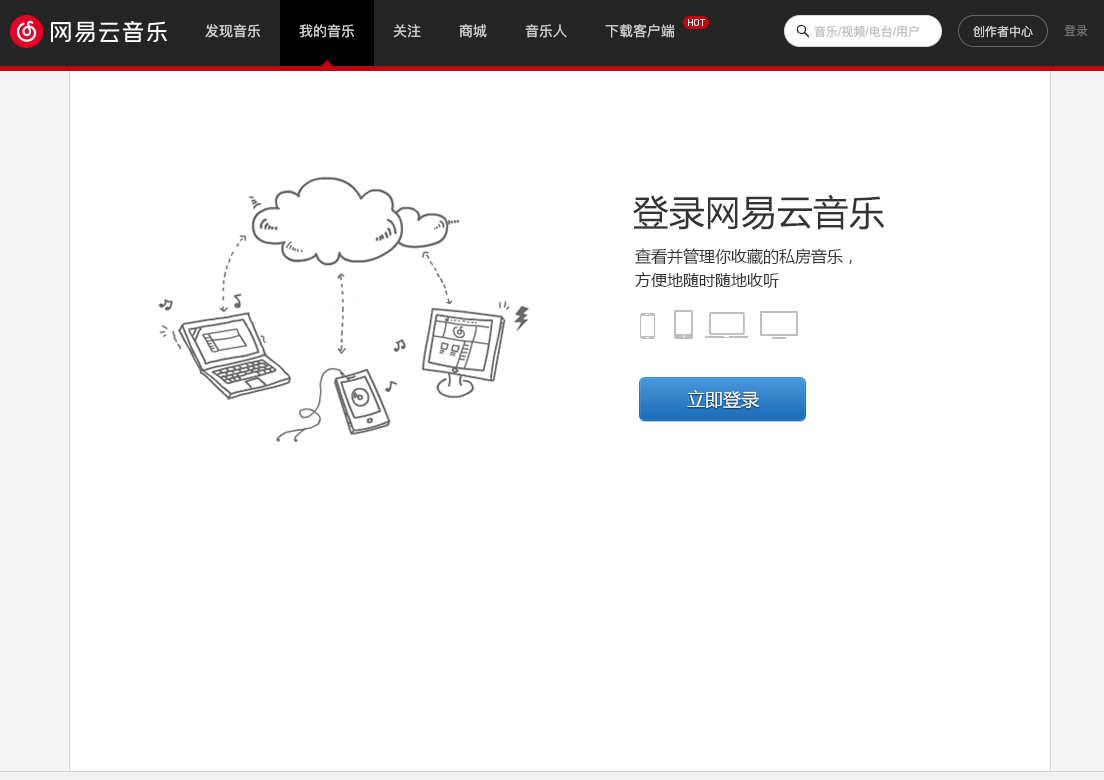 网易云音乐
发现音乐
我的音乐
关注
商城
音乐人
下载客户端
HOT
音乐/视频/电台/用户
创作者中心
登录
登录网易云音乐
查看并管理你收藏的私房音乐，
方便地随时随地收听
立即登录